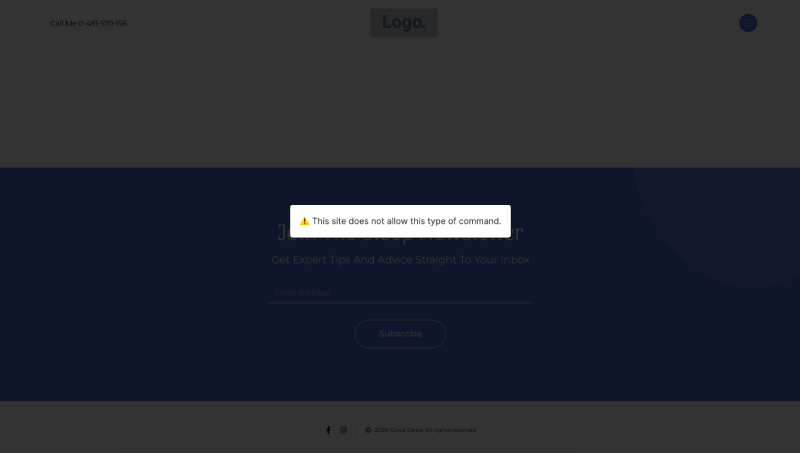 Call Me 0-491-570-156
Logo.
⚠️ This site does not allow this type of command.
Join The Sleep Newsletter
Get Expert Tips And Advice Straight To Your Inbox
Email Address
Subscribe
© 2024 Good Sleep. All rights reserved